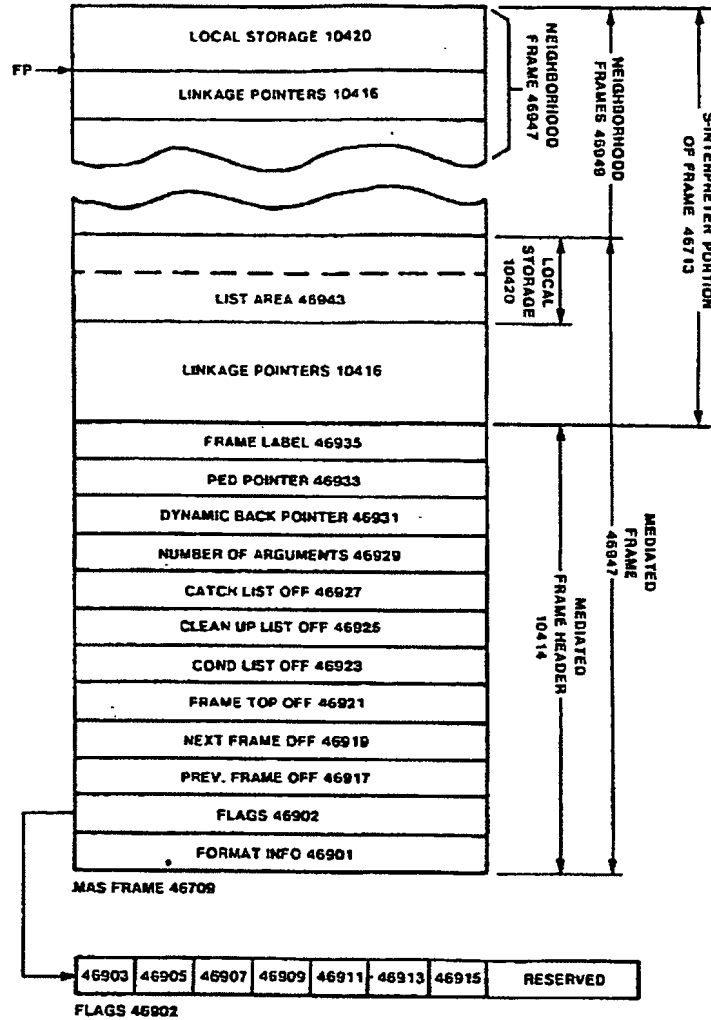 LOCAL STORAGE 10420
FP
LINKAGE POINTERS 10416
NEIGHBORHOOD
FRAME 46947
NEIGHBORHOOD
FRAMES 46949
S-INTERPRETER PORTION
OF FRAME 46713
LIST AREA 46943
LOCAL
STORAGE
10420
LINKAGE POINTERS 10416
FRAME LABEL 46935
PED POINTER 46933
DYNAMIC BACK POINTER 46931
NUMBER OF ARGUMENTS 46929
CATCH LIST OFF 46927
CLEAN UP LIST OFF 46925
COND LIST OFF 46923
FRAME TOP OFF 46921
NEXT FRAME OFF 46919
PREV. FRAME OFF 46917
FLAGS 46902
FORMAT INFO 46901
MEDIATED
FRAME HEADER
10414
MEDIATED
FRAME
46947
MAS FRAME 46709
46903 46905 46907 46909 46911 46913 46915 RESERVED
FLAGS 46902